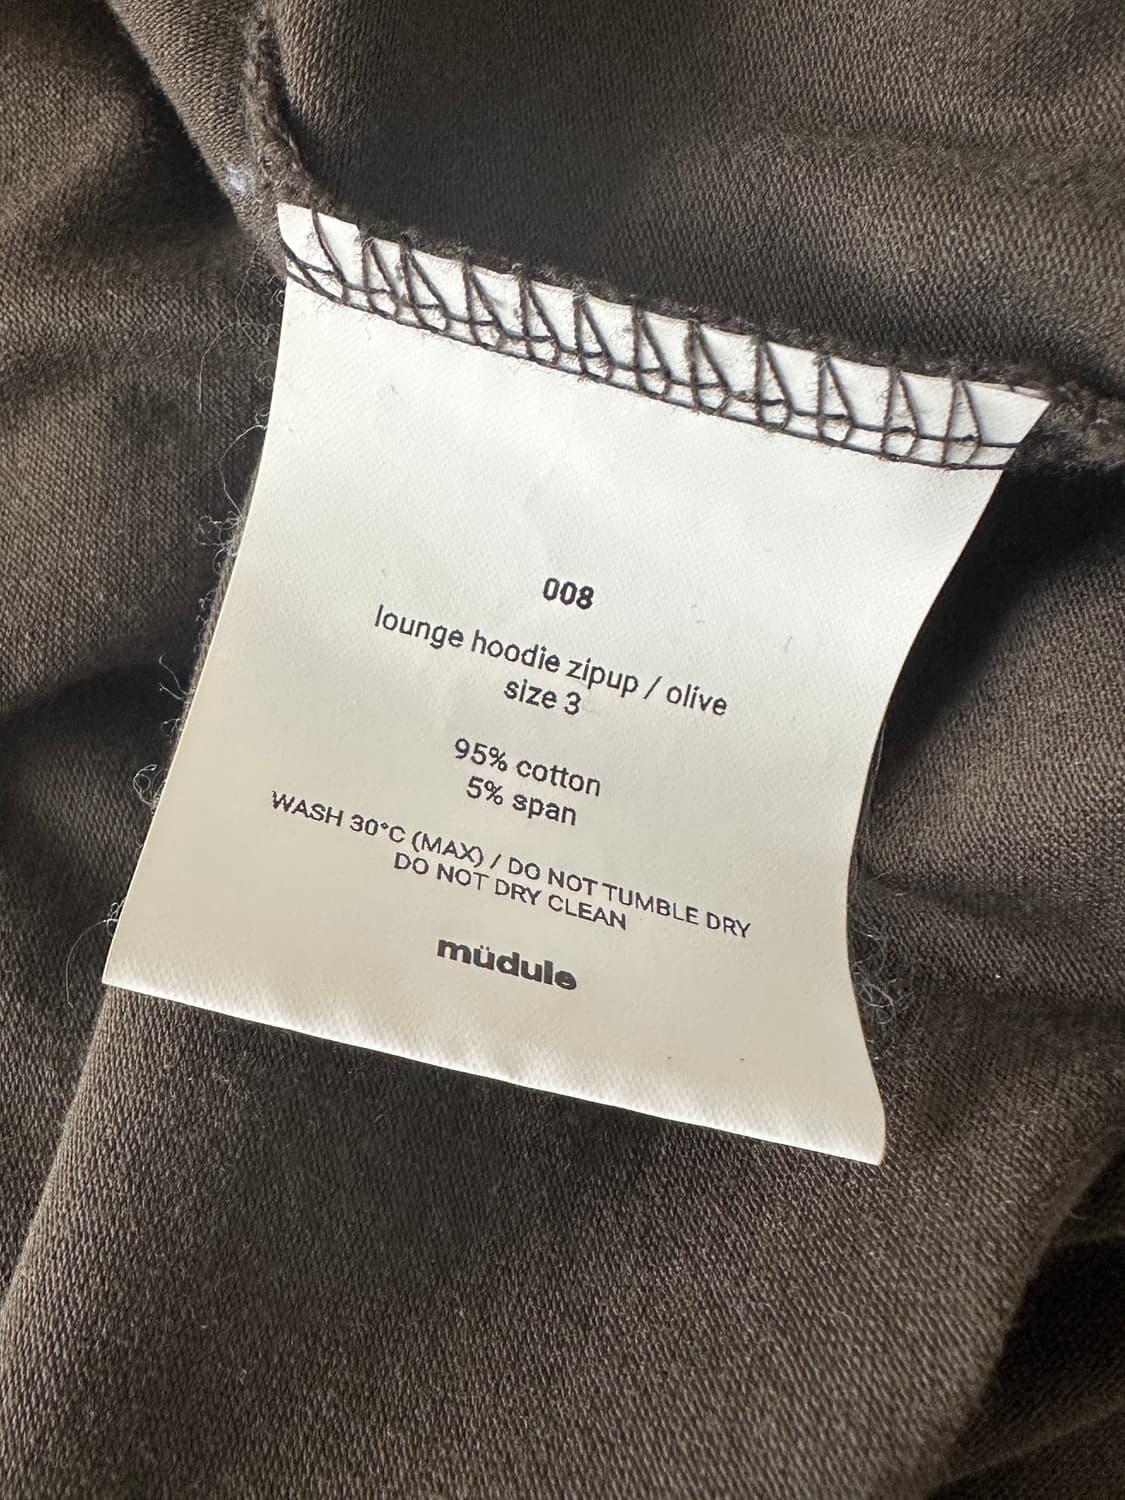 008
lounge hoodie zipup / olive
size 3
95% cotton
5% span
WASH 30°C (MAX) / DO NOT TUMBLE DRY
DO NOT DRY CLEAN
müdule